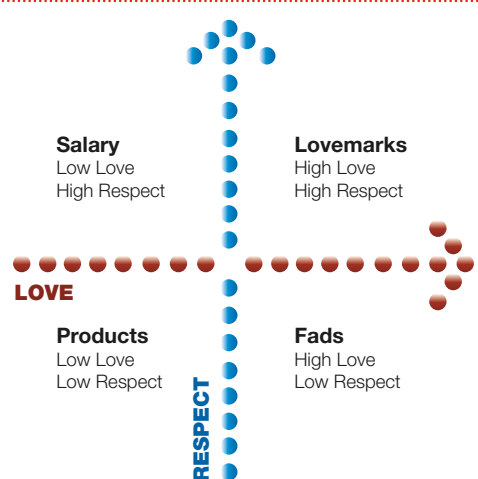 Salary
Low Love
High Respect
Lovemarks
High Love
High Respect
LOVE
Products
Low Love
Low Respect
Fads
High Love
Low Respect
RESPECT